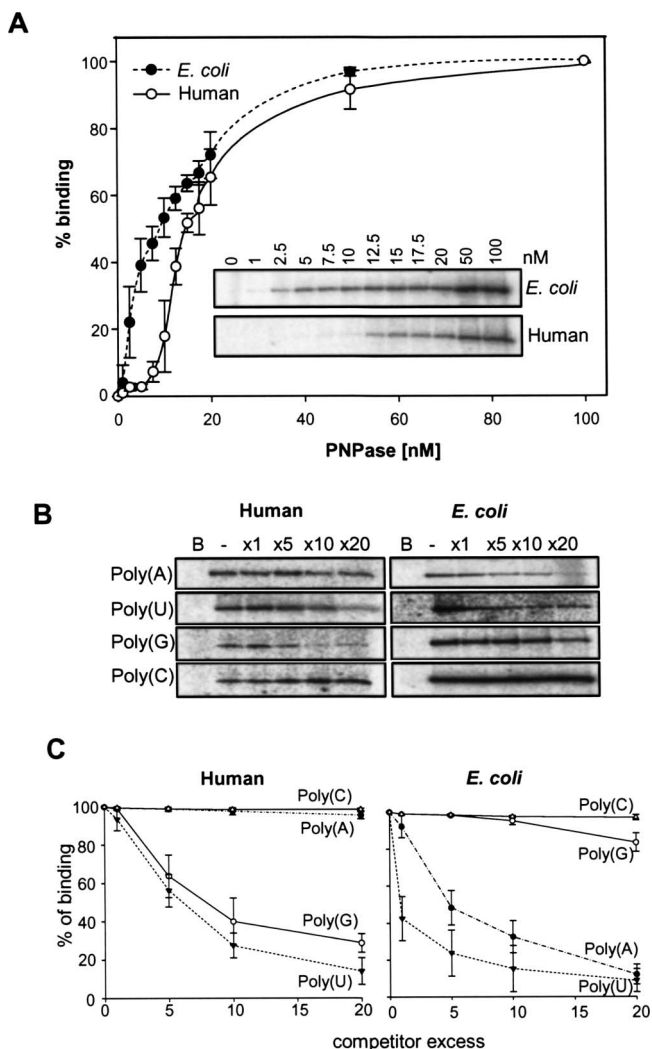 A
E. coli
Human
100
80
60
40
20
0
% binding
0 1 2.5 5 7.5 10 12.5 15 17.5 20 50 100 nM
E. coli
Human
0 20 40 60 80 100
PNPase [nM]
B
Human E. coli
B - x1 x5 x10 x20 B - x1 x5 x10 x20
Poly(A)
Poly(U)
Poly(G)
Poly(C)
C
Human E. coli
100
80
60
40
20
0
% of binding
Poly(C)
Poly(A)
Poly(G)
Poly(U)
Poly(C)
Poly(G)
Poly(A)
Poly(U)
0 5 10 15 20 0 5 10 15 20
competitor excess